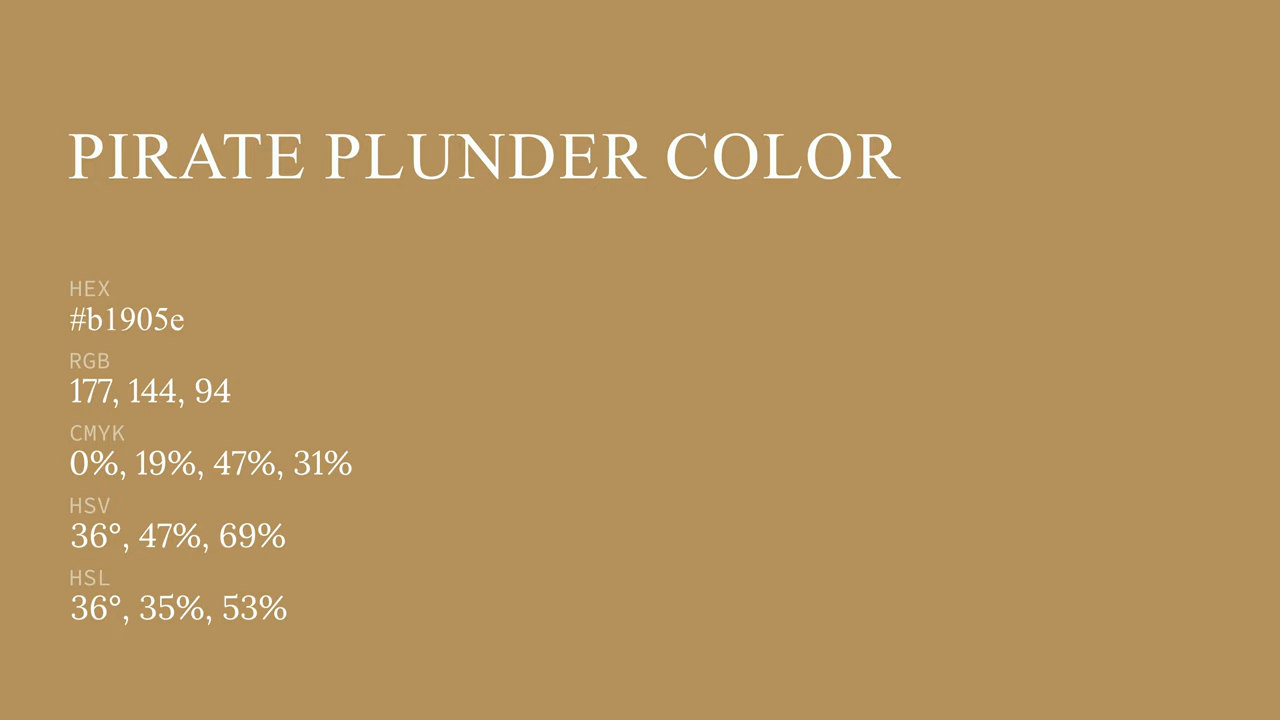 PIRATE PLUNDER COLOR
HEX
#b1905e
RGB
177, 144, 94
CMYK
0%, 19%, 47%, 31%
HSV
36°, 47%, 69%
HSL
36°, 35%, 53%